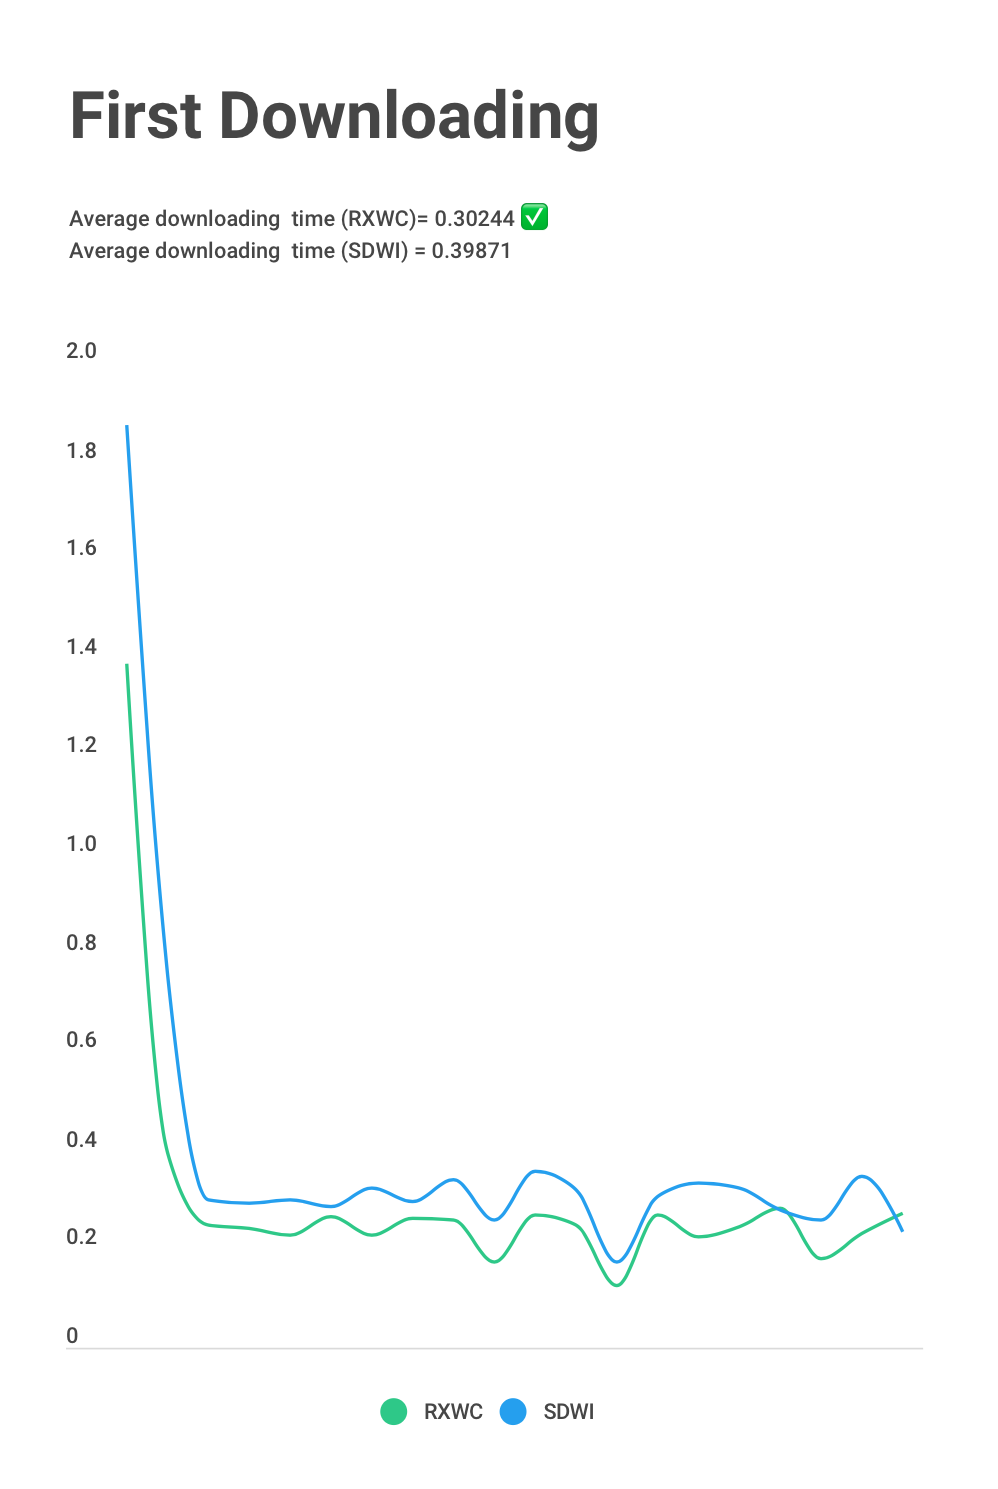 First Downloading
Average downloading time (RXWC)= 0.30244 ✅
Average downloading time (SDWI) = 0.39871
2.0
1.8
1.6
1.4
1.2
1.0
0.8
0.6
0.4
0.2
0
RXWC SDWI